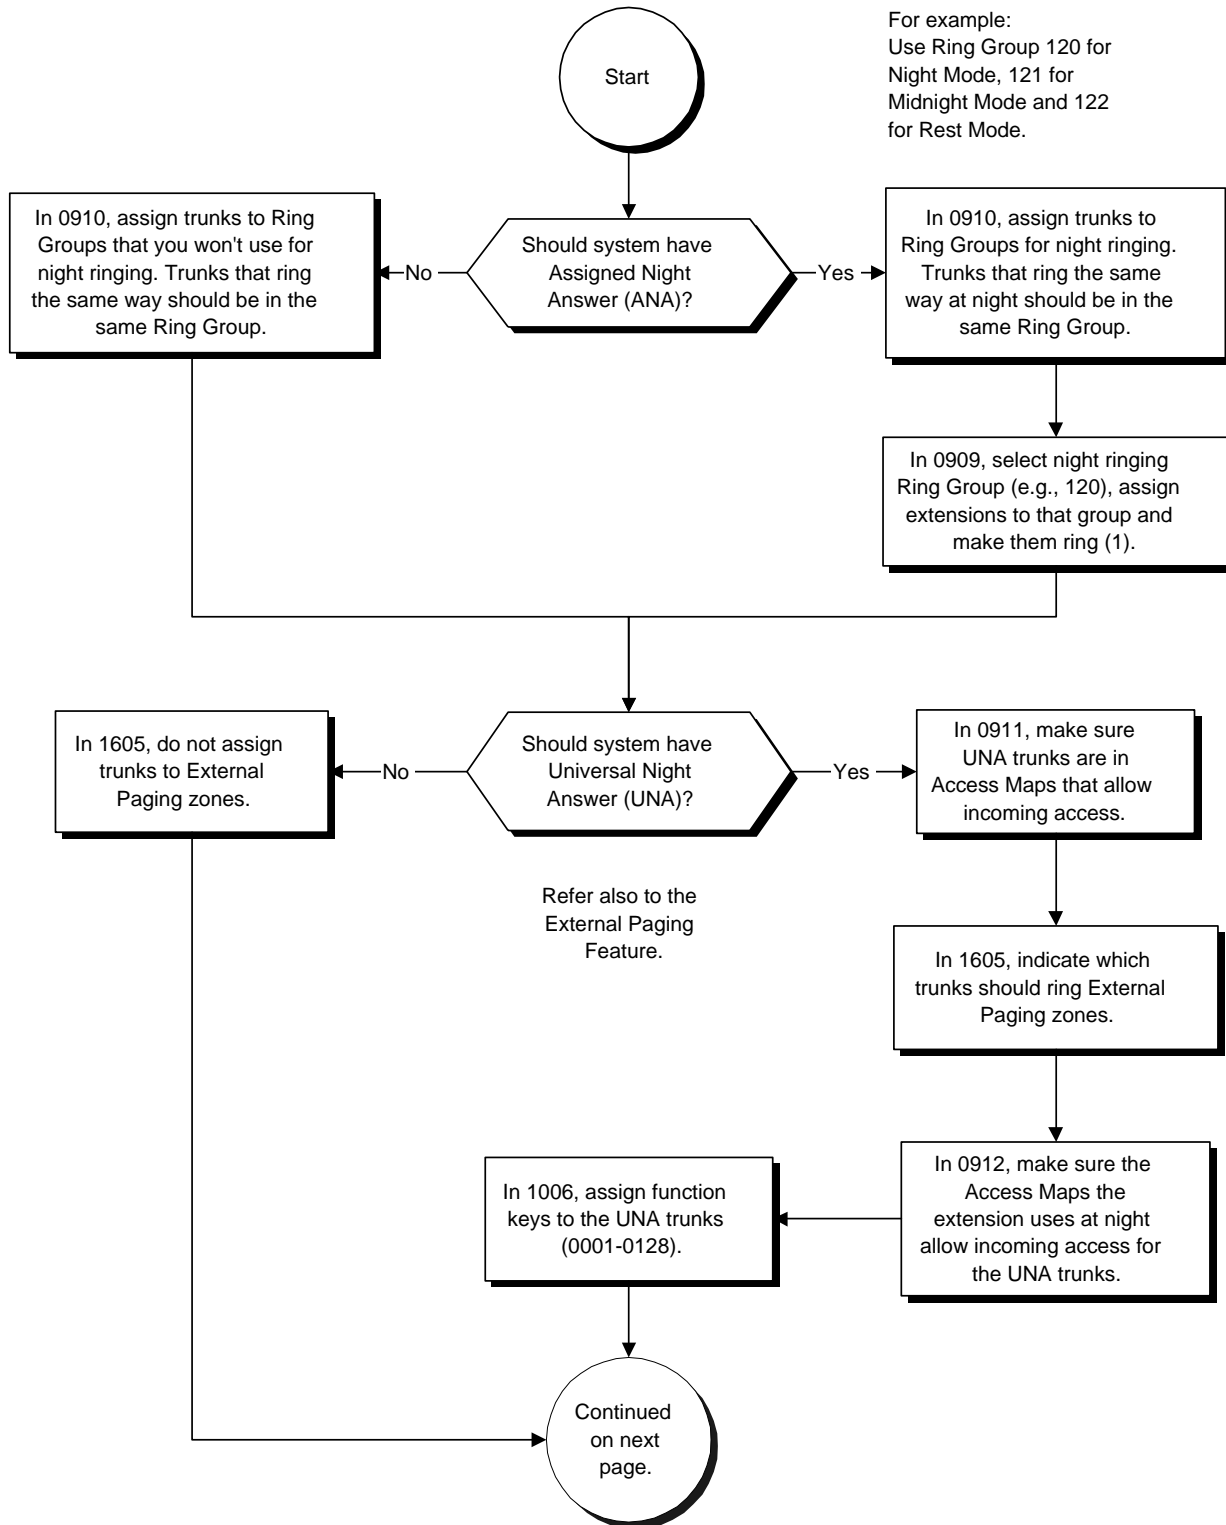 Start
For example:
Use Ring Group 120 for
Night Mode, 121 for
Midnight Mode and 122
for Rest Mode.
In 0910, assign trunks to Ring
Groups that you won't use for
night ringing. Trunks that ring
the same way should be in the
same Ring Group.
No
Should system have
Assigned Night
Answer (ANA)?
Yes
In 0910, assign trunks to
Ring Groups for night ringing.
Trunks that ring the same
way at night should be in the
same Ring Group.
In 0909, select night ringing
Ring Group (e.g., 120), assign
extensions to that group and
make them ring (1).
In 1605, do not assign
trunks to External
Paging zones.
No
Should system have
Universal Night
Answer (UNA)?
Yes
In 0911, make sure
UNA trunks are in
Access Maps that allow
incoming access.
Refer also to the
External Paging
Feature.
In 1605, indicate which
trunks should ring External
Paging zones.
In 0912, make sure the
Access Maps the
extension uses at night
allow incoming access for
the UNA trunks.
In 1006, assign function
keys to the UNA trunks
(0001-0128).
Continued
on next
page.